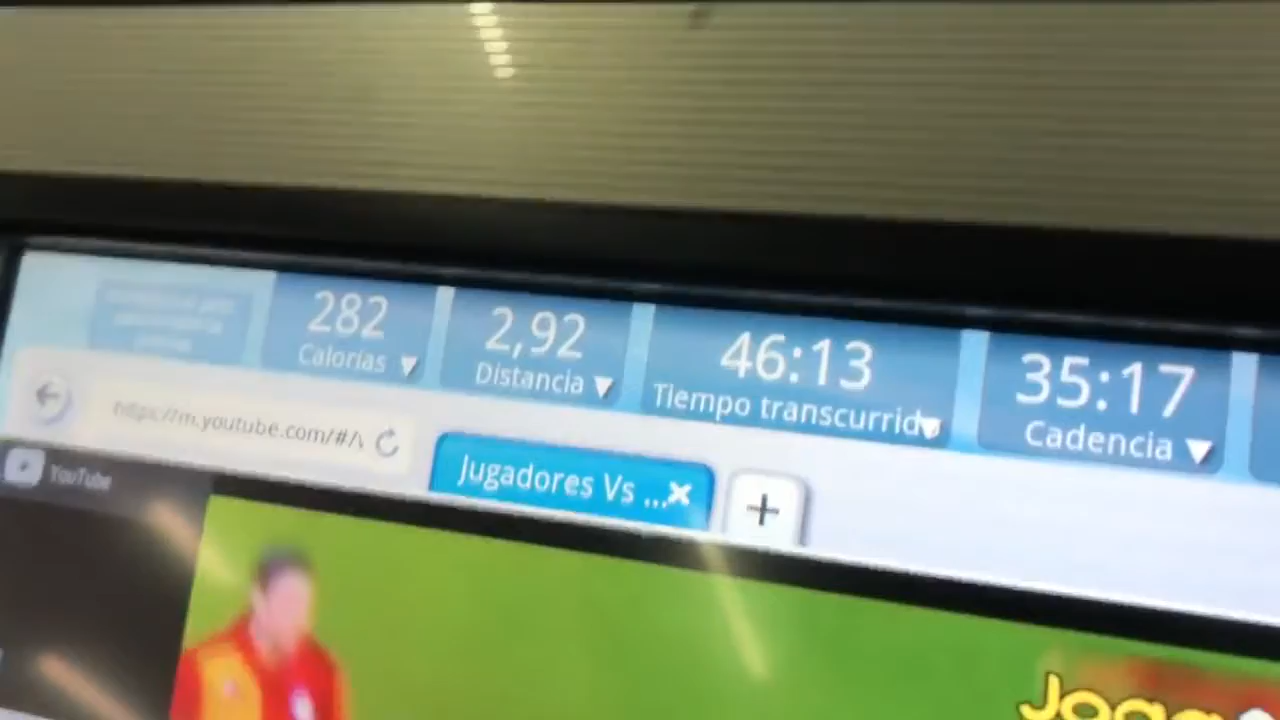 282
Calorías
2,92
Distancia
46:13
Tiempo transcurrido
35:17
Cadencia
https://m.youtube.com/#/\
Jugadores Vs ...
YouTube